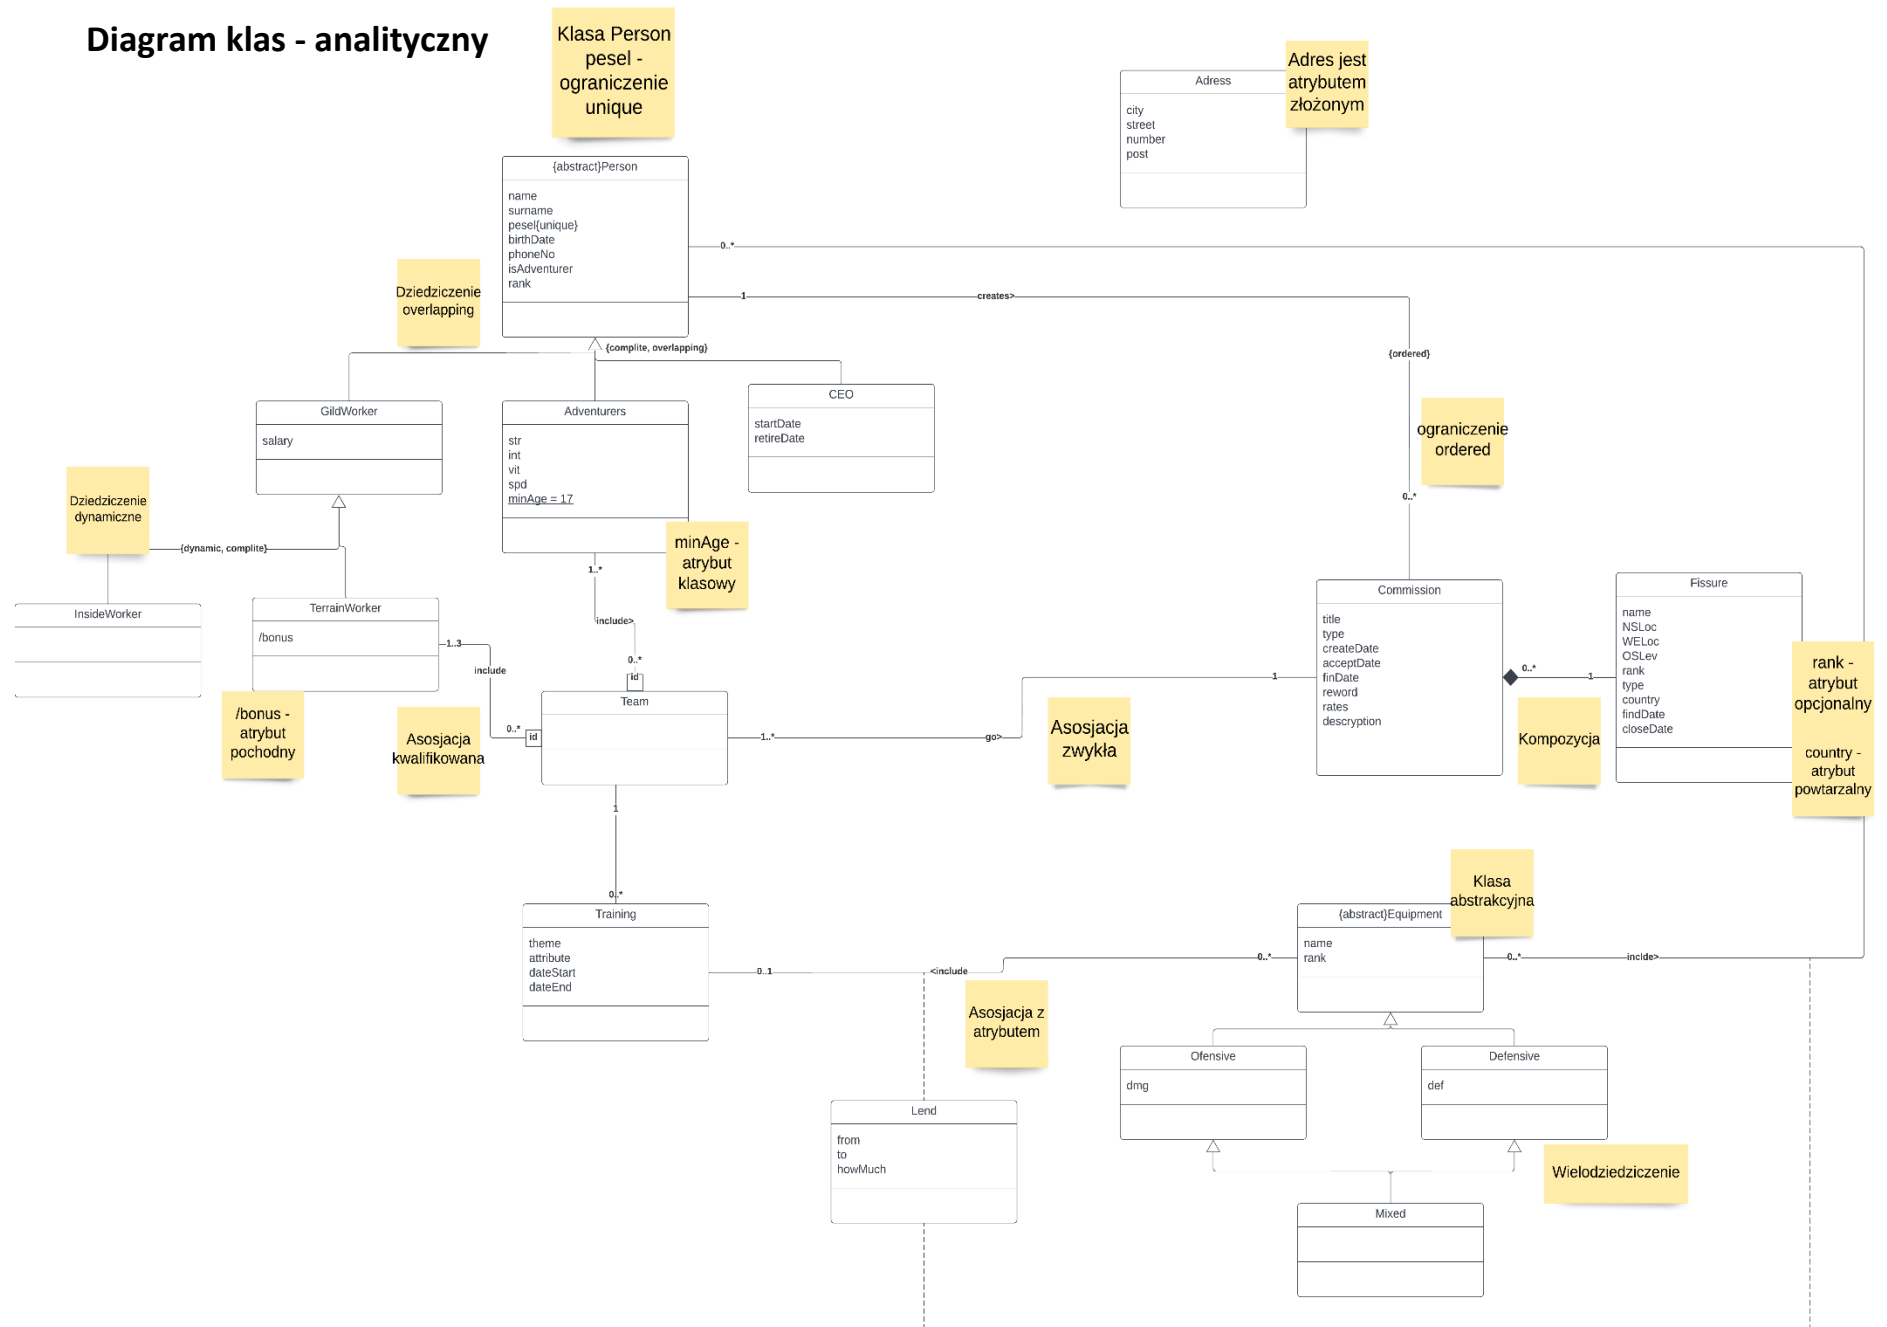 Diagram klas - analityczny
Klasa Person
pesel -
ograniczenie
unique
Adress
city
street
number
post
Adres jest
atrybutem
złożonym
{abstract}Person
name
surname
pesel{unique}
birthDate
phoneNo
isAdventurer
rank
0..*
1
creates>
{ordered}
0..*
Dziedziczenie
overlapping
{complite, overlapping}
GildWorker
salary
Adventurers
str
int
vit
spd
minAge = 17
CEO
startDate
retireDate
ograniczenie
ordered
Dziedziczenie
dynamiczne
{dynamic, complite}
minAge -
atrybut
klasowy
1..*
include>
0..*
id
InsideWorker
TerrainWorker
/bonus
1..3
include
0..*
id
/bonus -
atrybut
pochodny
Asosjacja
kwalifikowana
Team
1..*
go>
1
Asosjacja
zwykła
Commission
title
type
createDate
acceptDate
finDate
reword
rates
descryption
0..*
1
Kompozycja
Fissure
name
NSLoc
WELoc
OSLev
rank
type
country
findDate
closeDate
rank -
atrybut
opcjonalny
country -
atrybut
powtarzalny
1
0..*
Training
theme
attribute
dateStart
dateEnd
0..1
<include
0..*
Asosjacja z
atrybutem
Klasa
abstrakcyjna
{abstract}Equipment
name
rank
0..*
inclde>
Ofensive
dmg
Defensive
def
Lend
from
to
howMuch
Wielodziedziczenie
Mixed